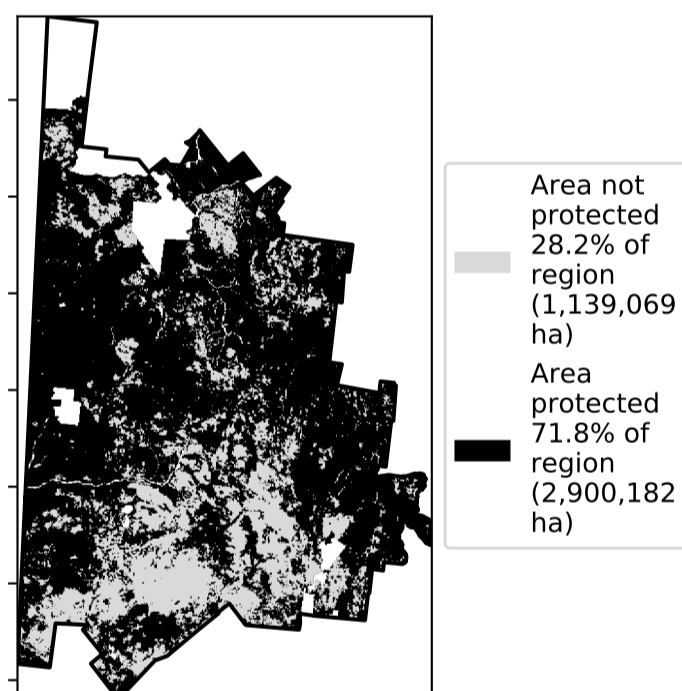 Area not
protected
28.2% of
region
(1,139,069
ha)
Area
protected
71.8% of
region
(2,900,182
ha)